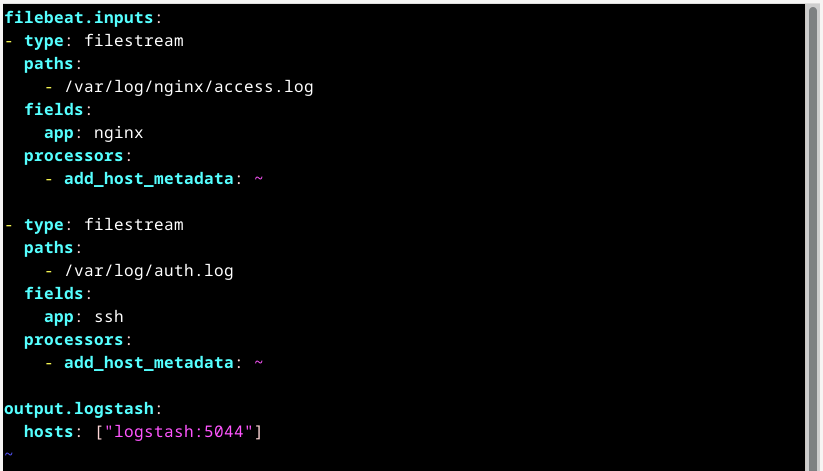 filebeat.inputs:
- type: filestream
  paths:
    - /var/log/nginx/access.log
  fields:
    app: nginx
  processors:
    - add_host_metadata: ~

- type: filestream
  paths:
    - /var/log/auth.log
  fields:
    app: ssh
  processors:
    - add_host_metadata: ~

output.logstash:
  hosts: ["logstash:5044"]
~